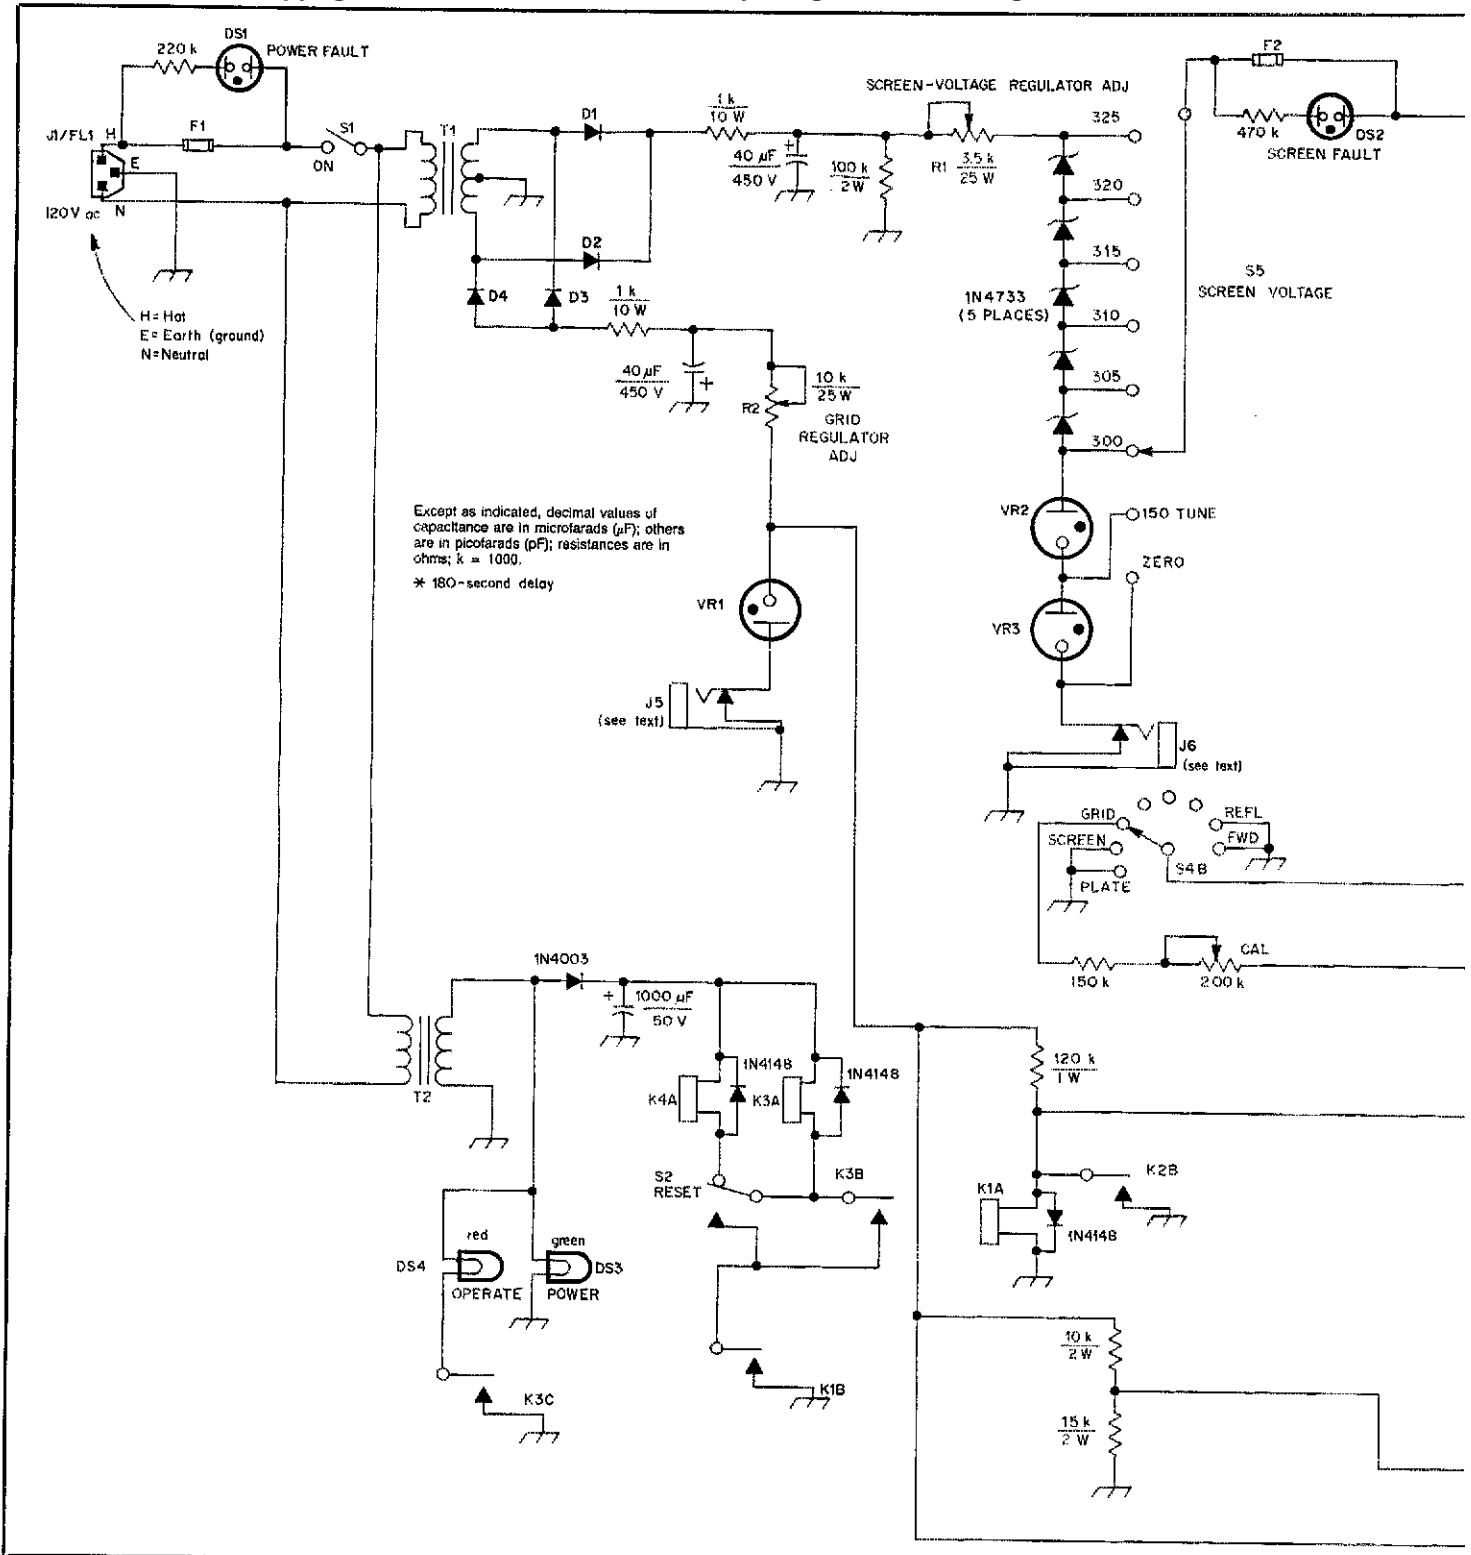 DS1
220 k
POWER FAULT
J1/FL1
H
F1
S1
E
ON
120V ac
N
T1
H= Hot
E= Earth (ground)
N=Neutral
D1
D2
D4
D3
1 k
10 W
SCREEN-VOLTAGE REGULATOR ADJ
40 µF
450 V
100 k
2W
R1
3.5 k
25 W
1 k
10 W
40 µF
450 V
R2
10 k
25 W
GRID
REGULATOR
ADJ
325
320
315
310
305
300
1N4733
(5 PLACES)
F2
470 k
DS2
SCREEN FAULT
S5
SCREEN VOLTAGE
VR2
150 TUNE
ZERO
VR3
Except as indicated, decimal values of
capacitance are in microfarads (µF); others
are in picofarads (pF); resistances are in
ohms; k = 1000.
* 180-second delay
VR1
J5
(see text)
J6
(see text)
GRID
REFL
SCREEN
FWD
PLATE
S4B
150 k
200 k
CAL
1N4003
1000 µF
50 V
T2
K4A
1N4148
K3A
1N4148
S2
RESET
K3B
120 k
1 W
K1A
K2B
1N4148
red
green
DS4
DS3
OPERATE
POWER
K3C
K1B
10 k
2 W
15 k
2 W